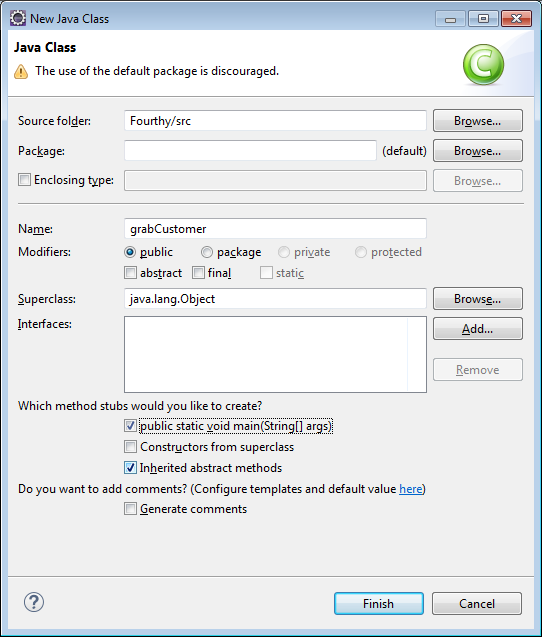 New Java Class
Java Class
The use of the default package is discouraged.
C
Source folder: Fourthy/src Browse...
Package: (default) Browse...
Enclosing type: Browse...
Name: grabCustomer
Modifiers: public package private protected
abstract final static
Superclass: java.lang.Object Browse...
Interfaces: Add...
Remove
Which method stubs would you like to create?
public static void main(String[] args)
Constructors from superclass
Inherited abstract methods
Do you want to add comments? (Configure templates and default value here)
Generate comments
? Finish Cancel